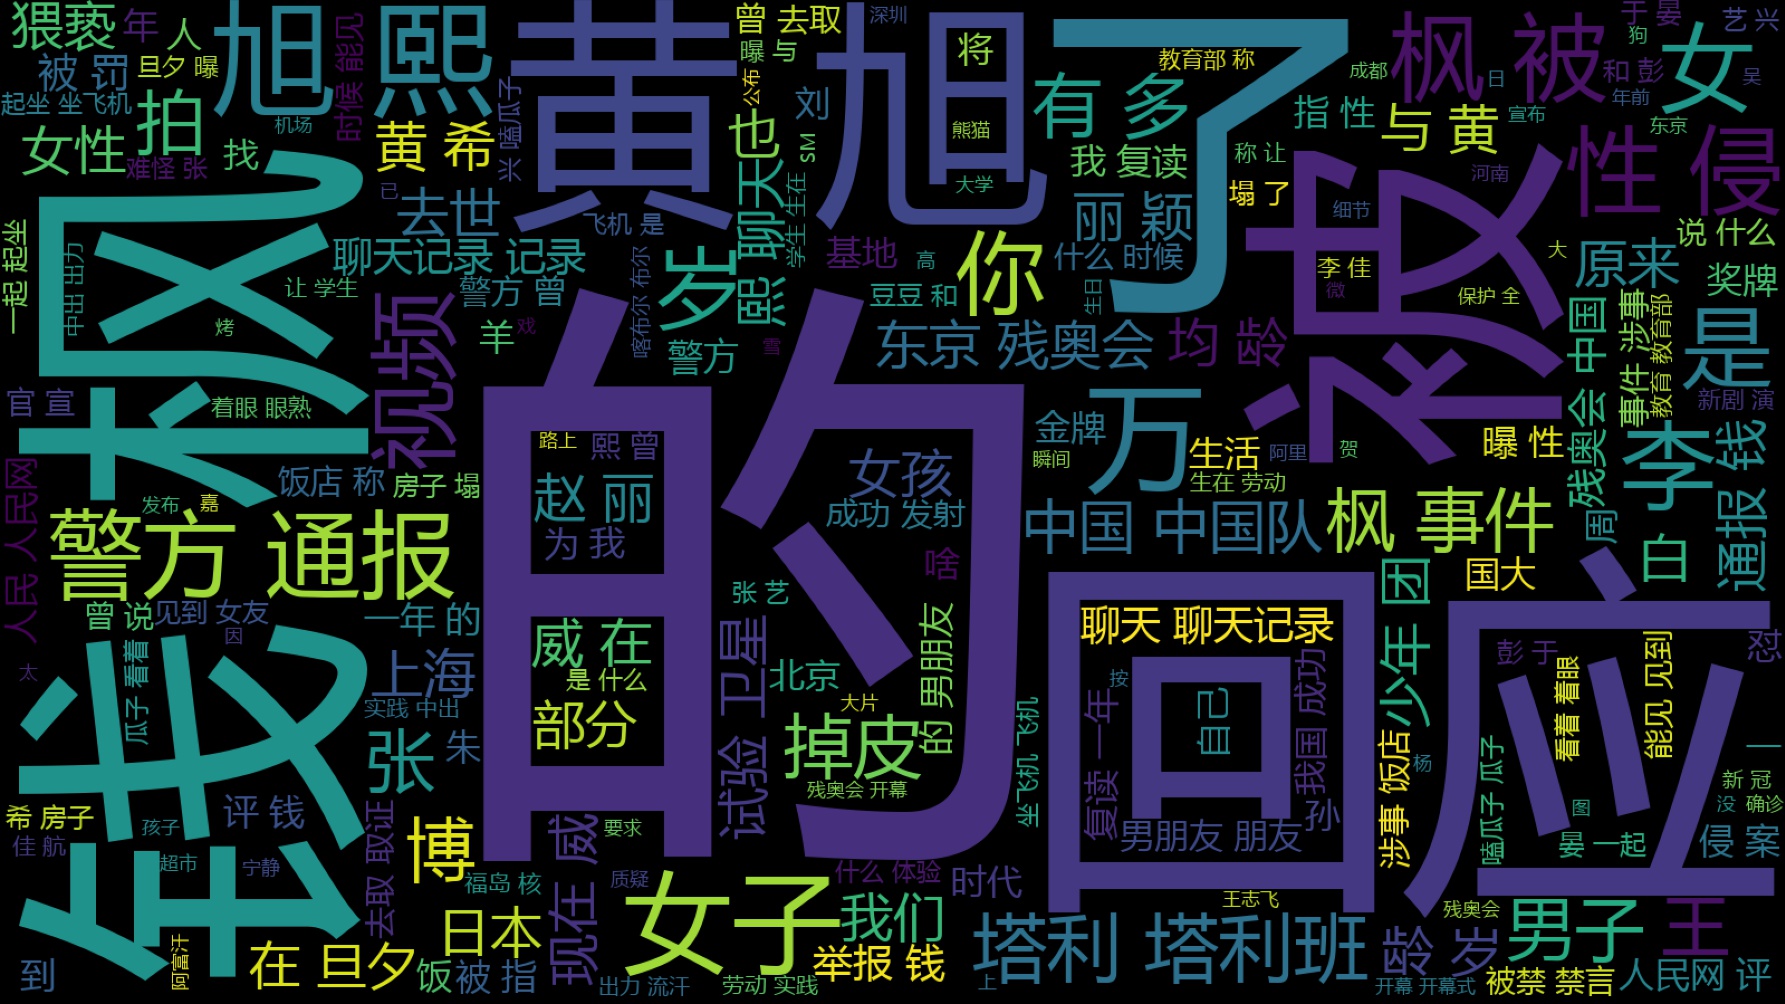 猥亵
年 人
旭 熙
黄 旭
了
曾 去取
深圳
将
教育部 称
成都
枫 被
于 晏
狗
女
艺 兴
吴
被 罚
旦夕 曝
时候 能见
曝 与
公布
刘
有 多
指 性
日
和 彭
年前
宣布
起坐 坐飞机
拍
机场
嗑瓜子
兴
黄 希
也
SM
熊猫
与 黄
东京
女性
难怪 张
找
聊天
熙
学生 生在
大学
我 复读
称 让
塌 了
河南
性 侵
枫
去世
已
飞机 是
丽 颖
细节
被
说 什么
一起 起坐
中出 出力
聊天记录 记录
岁
基地
高
你
什么 时候
李 佳
微
大
原来
让 学生
警方 曾
喀布尔 布尔
豆豆 和
生日
保护 全
奖牌
烤
视频
羊
戏
警方
雪
东京 残奥会
均 龄
残奥会 中国
事件 涉事
教育 教育部
是
官 宣
着眼 眼熟
的
金牌
万
新剧 演
路上
熙 曾
女孩
瞬间
生活
阿里
贺
曝 性
李
通报 钱
人民 人民网
饭店 称
房子 塌
赵 丽
成功 发射
生在 劳动
发布
嘉
警方 通报
为 我
啥
中国 中国队
枫 事件
周
白
张 艺
国大
曾 说
见到 女友
因
一年 的
威 在
试验 卫星
的 男朋友
回
聊天 聊天记录
少年 团
应
彭 于
着看 着眼
能见 见到
怼
太
钱
瓜子 看着
上海
是 什么
北京
按
自己
我国 成功
实践 中出
部分
大片
掉皮
坐飞机 飞机
复读 一年
涉事 饭店
杨
嗑瓜子 瓜子
一
张
朱
残奥会 开幕
新 冠
希 房子
评 钱
去取 取证
图
没 确诊
佳 航
孩子
博
现在 威
要求
男朋友 朋友
孙
晏 一起
侵 案
超市
宁静
福岛 核
质疑
什么 体验
时代
王志飞
残奥会
阿富汗
日本
女子
我们
塔利 塔利班
龄 岁
男子
王
到
在 旦夕
饭
被 指
出力 流汗
劳动 实践
举报 钱
上
开幕 开幕式
被禁 禁言
人民网 评